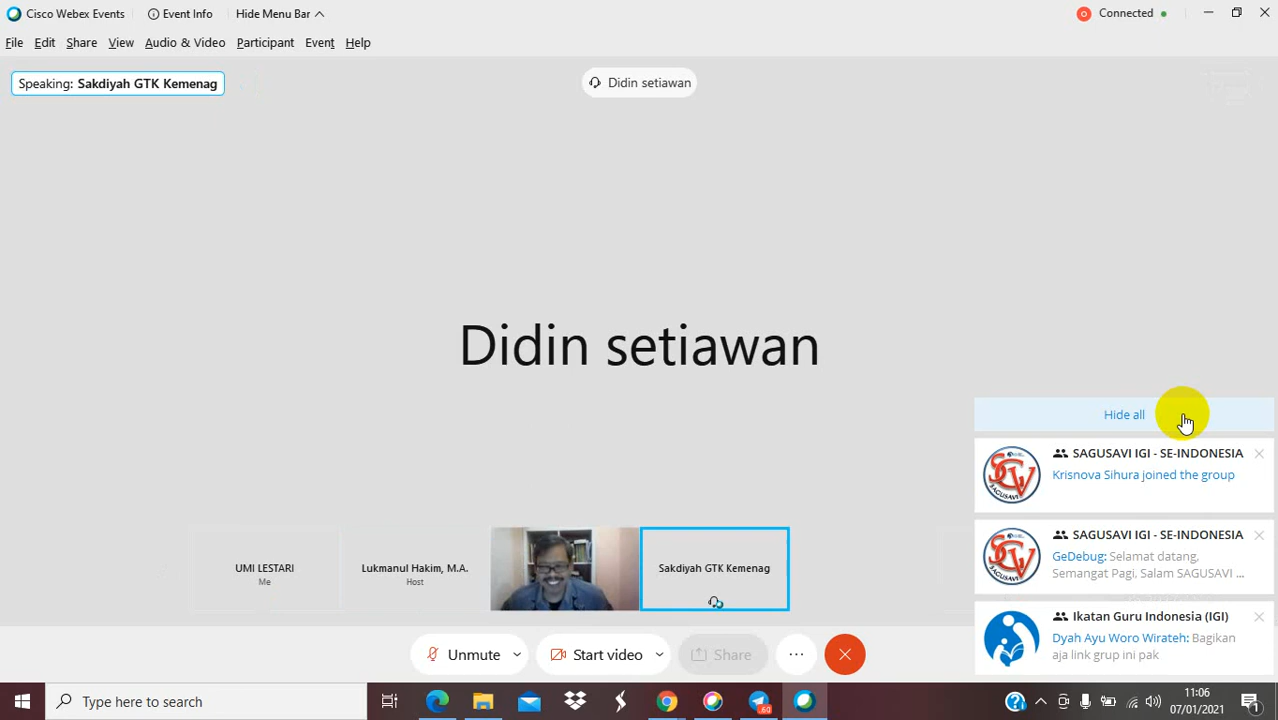 Cisco Webex Events
Event Info
Hide Menu Bar
Connected
File Edit Share View Audio & Video Participant Event Help
Speaking: Sakdiyah GTK Kemenag
Didin setiawan
Didin setiawan
Hide all
SAGUSAVI IGI - SE-INDONESIA
Krisnova Sihura joined the group
SAGUSAVI IGI - SE-INDONESIA
GeDebug: Selamat datang,
Semangat Pagi, Salam SAGUSAVI ...
Ikatan Guru Indonesia (IGI)
Dyah Ayu Woro Wirateh: Bagikan
aja link grup ini pak
UMI LESTARI
Me
Lukmanul Hakim, M.A.
Host
Sakdiyah GTK Kemenag
Unmute
Start video
Share
Type here to search
60
11:06
07/01/2021
1